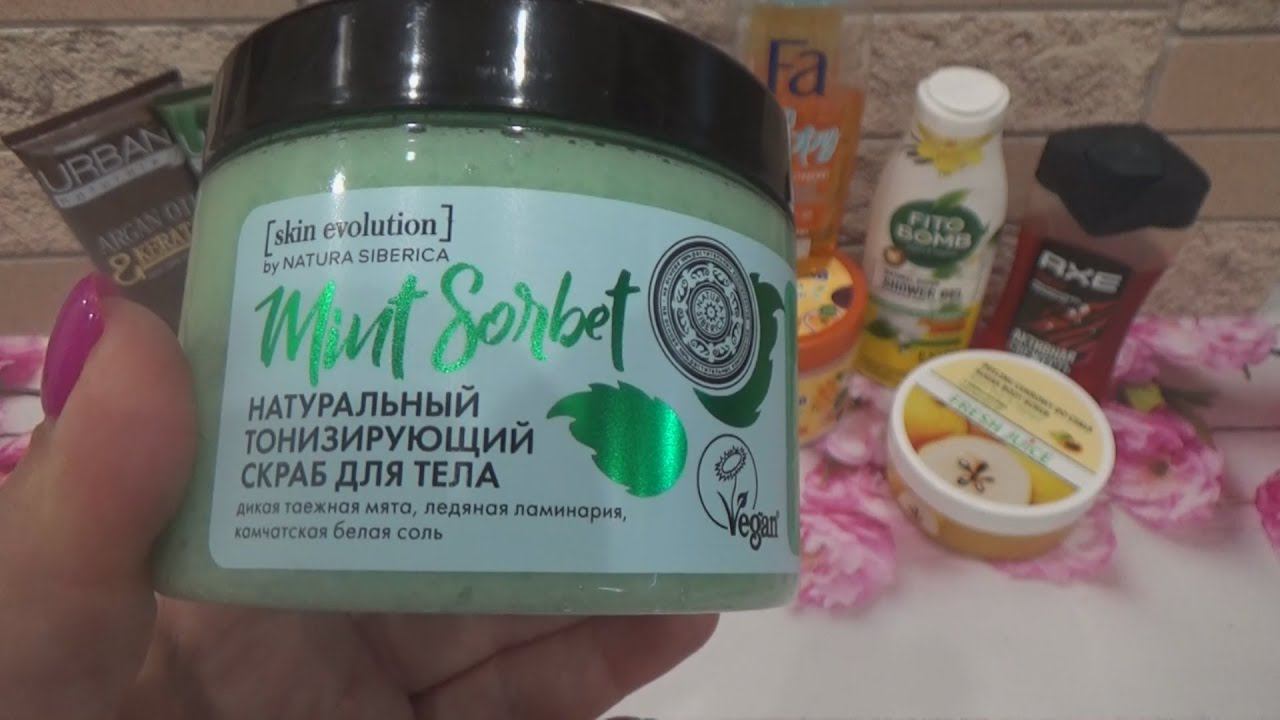 [skin evolution]
by NATURA SIBERICA
Mint Sorbet
НАТУРАЛЬНЫЙ
ТОНИЗИРУЮЩИЙ
СКРАБ ДЛЯ ТЕЛА
дикая таежная мята, ледяная ламинария,
камчатская белая соль
Vegan
URBAN
ARGAN OIL
& KERATIN
Fa
FITO
BOMB
SHOWER GEL
AXE
FRESH JUICE